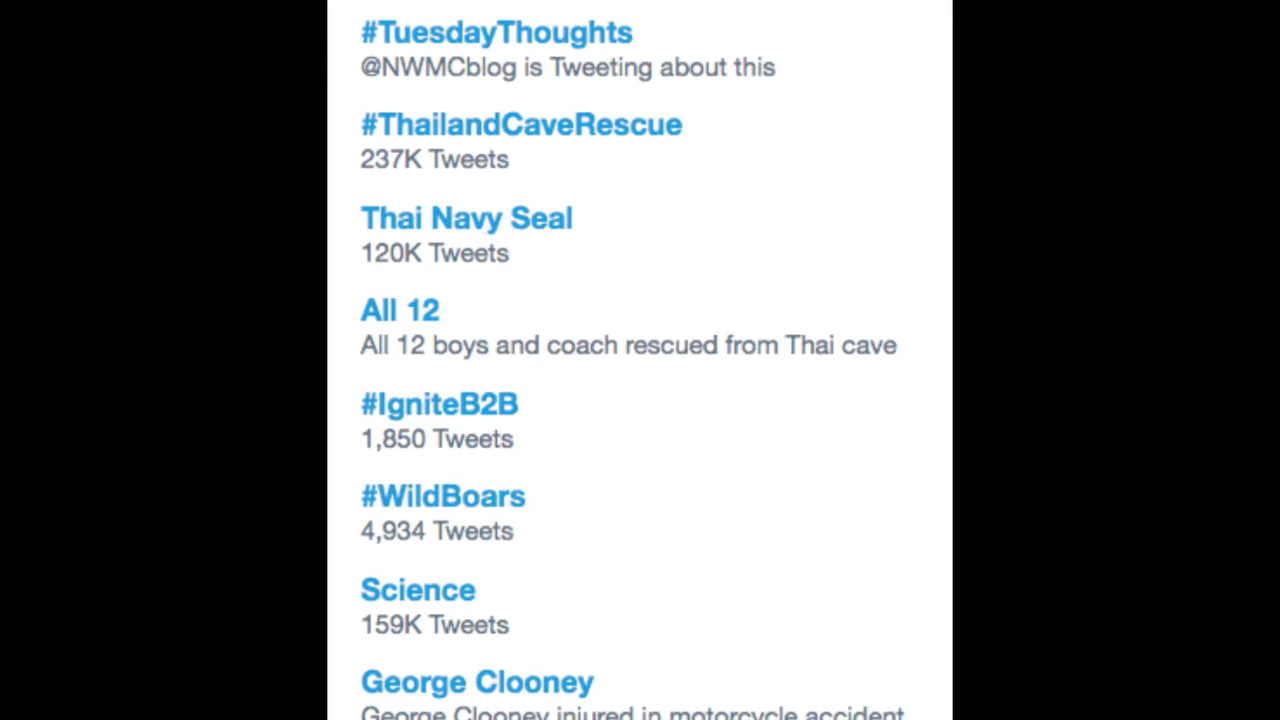 #TuesdayThoughts
@NWMCblog is Tweeting about this
#ThailandCaveRescue
237K Tweets
Thai Navy Seal
120K Tweets
All 12
All 12 boys and coach rescued from Thai cave
#IgniteB2B
1,850 Tweets
#WildBoars
4,934 Tweets
Science
159K Tweets
George Clooney
George Clooney injured in motorcycle accident